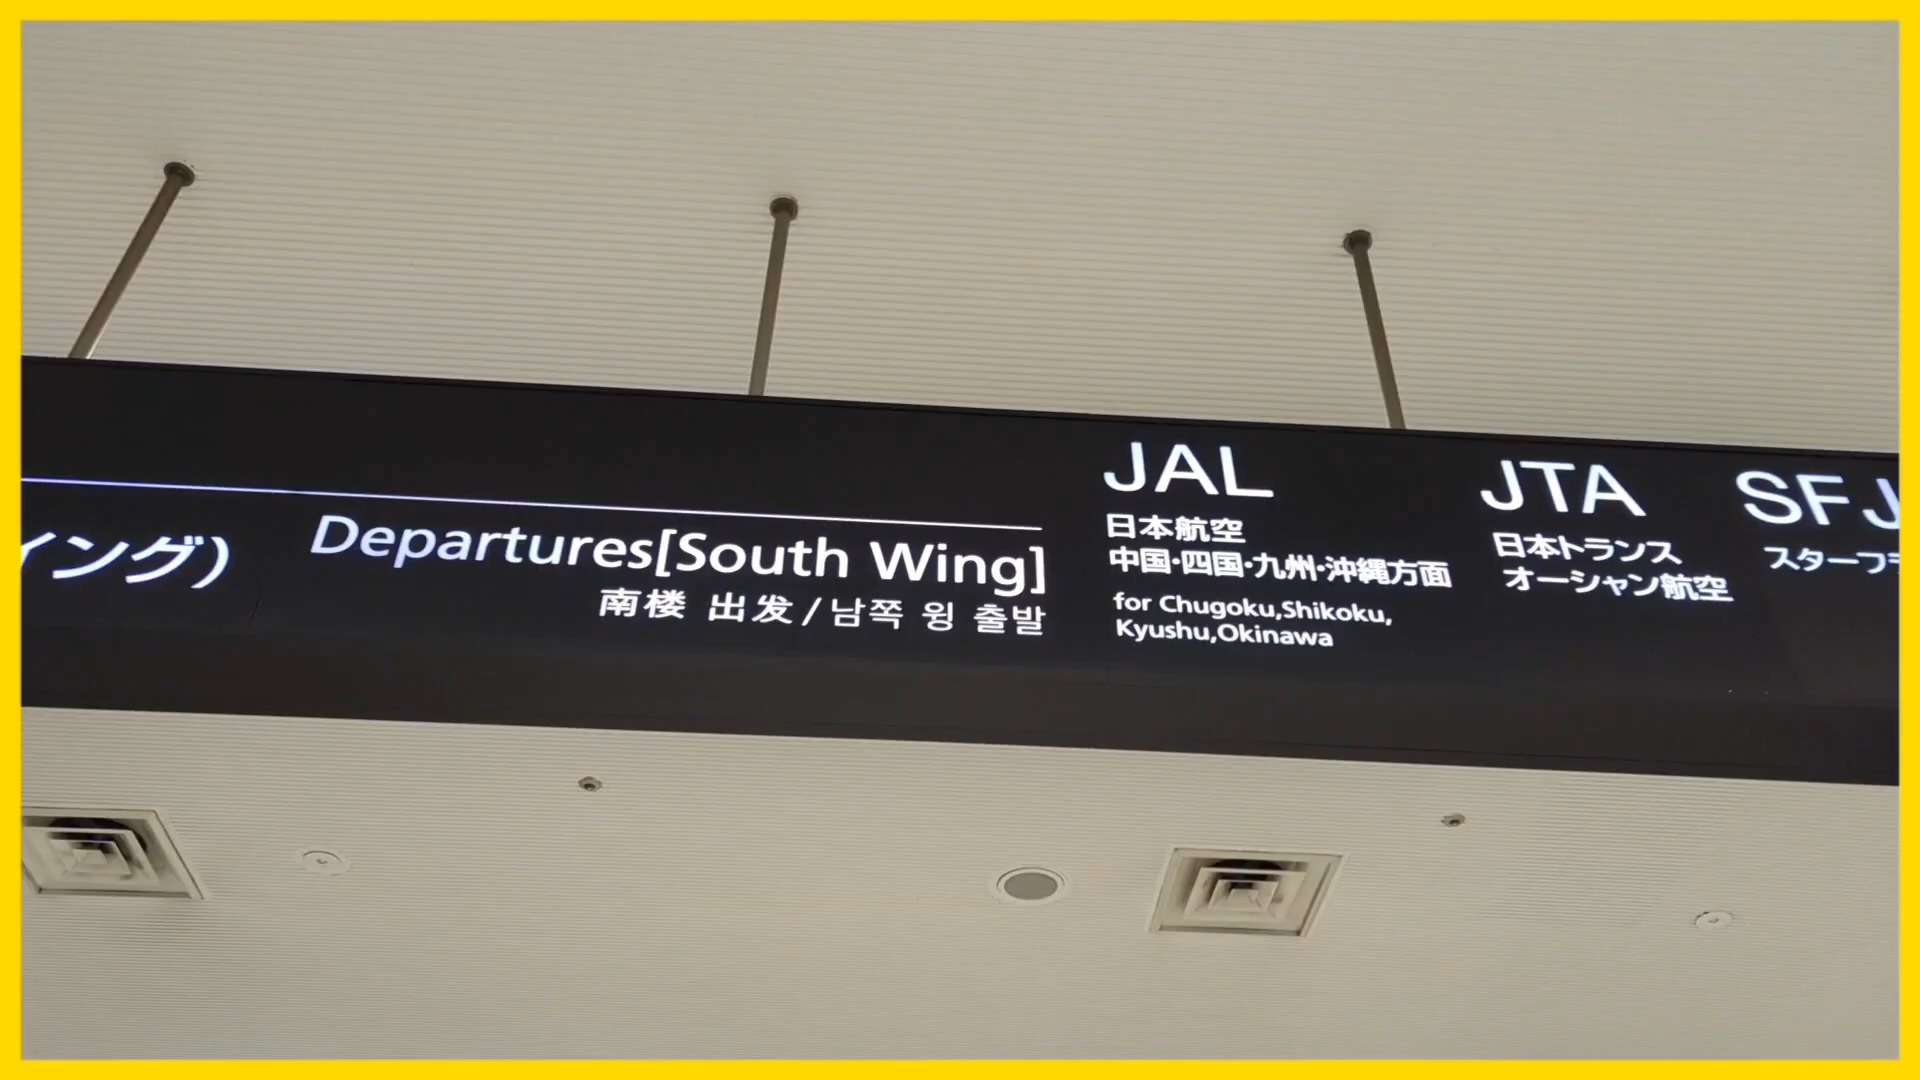 ィング)
Departures[South Wing]
南楼 出发/남쪽 윙 출발
JAL
日本航空
中国・四国・九州・沖縄方面
for Chugoku,Shikoku,
Kyushu,Okinawa
JTA
日本トランス
オーシャン航空
SFJ
スターフラ